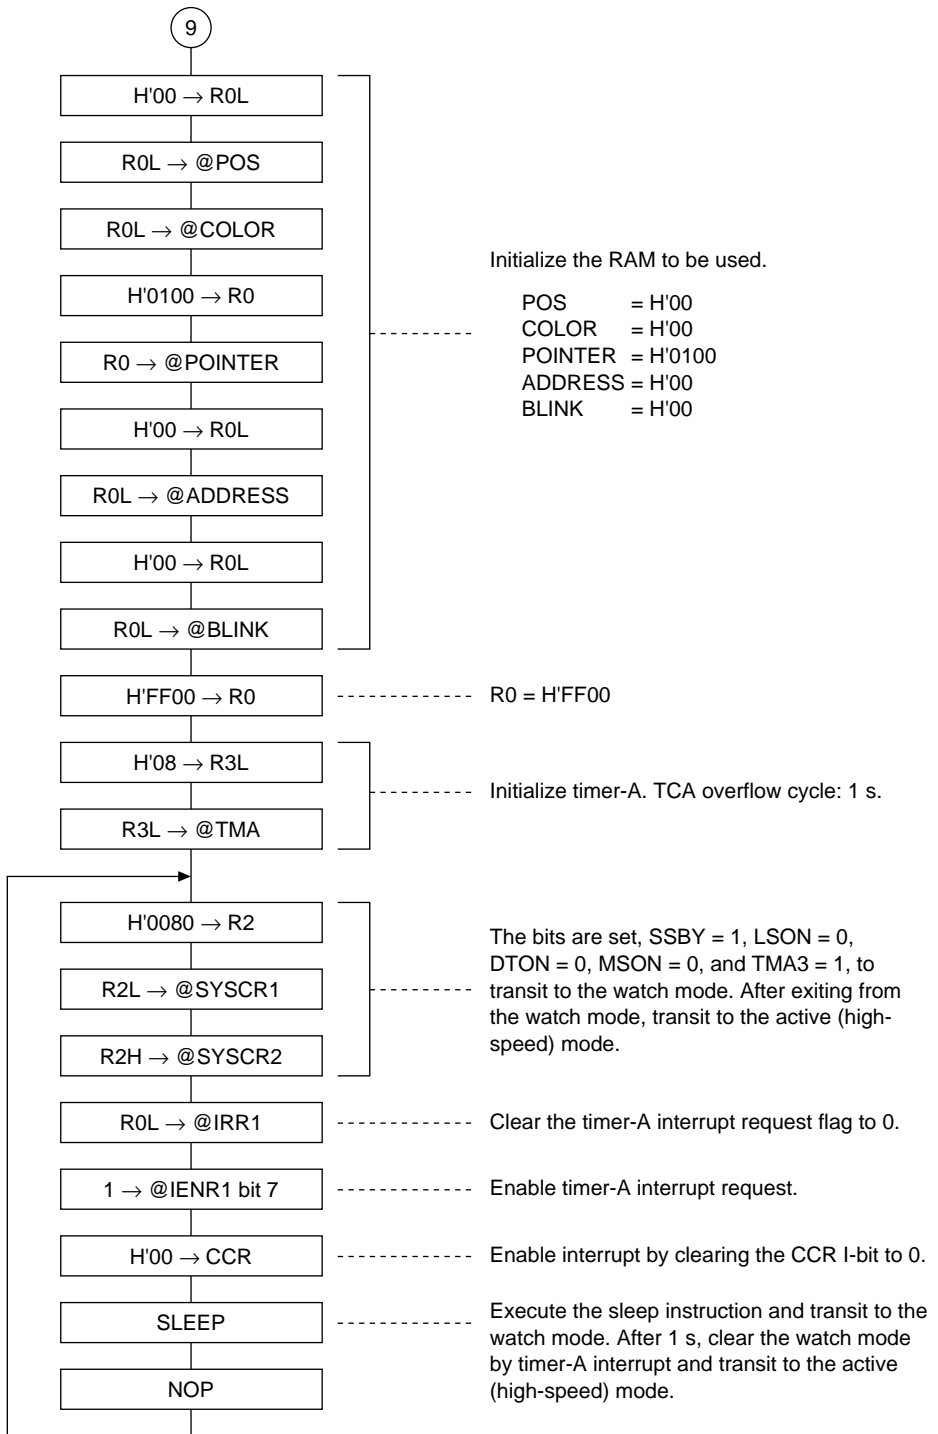 9
H'00 → R0L
R0L → @POS
R0L → @COLOR
H'0100 → R0
R0 → @POINTER
H'00 → R0L
R0L → @ADDRESS
H'00 → R0L
R0L → @BLINK
Initialize the RAM to be used.
POS = H'00
COLOR = H'00
POINTER = H'0100
ADDRESS = H'00
BLINK = H'00
H'FF00 → R0
R0 = H'FF00
H'08 → R3L
R3L → @TMA
Initialize timer-A. TCA overflow cycle: 1 s.
H'0080 → R2
R2L → @SYSCR1
R2H → @SYSCR2
The bits are set, SSBY = 1, LSON = 0,
DTON = 0, MSON = 0, and TMA3 = 1, to
transit to the watch mode. After exiting from
the watch mode, transit to the active (high-
speed) mode.
R0L → @IRR1
Clear the timer-A interrupt request flag to 0.
1 → @IENR1 bit 7
Enable timer-A interrupt request.
H'00 → CCR
Enable interrupt by clearing the CCR I-bit to 0.
SLEEP
Execute the sleep instruction and transit to the
watch mode. After 1 s, clear the watch mode
by timer-A interrupt and transit to the active
(high-speed) mode.
NOP